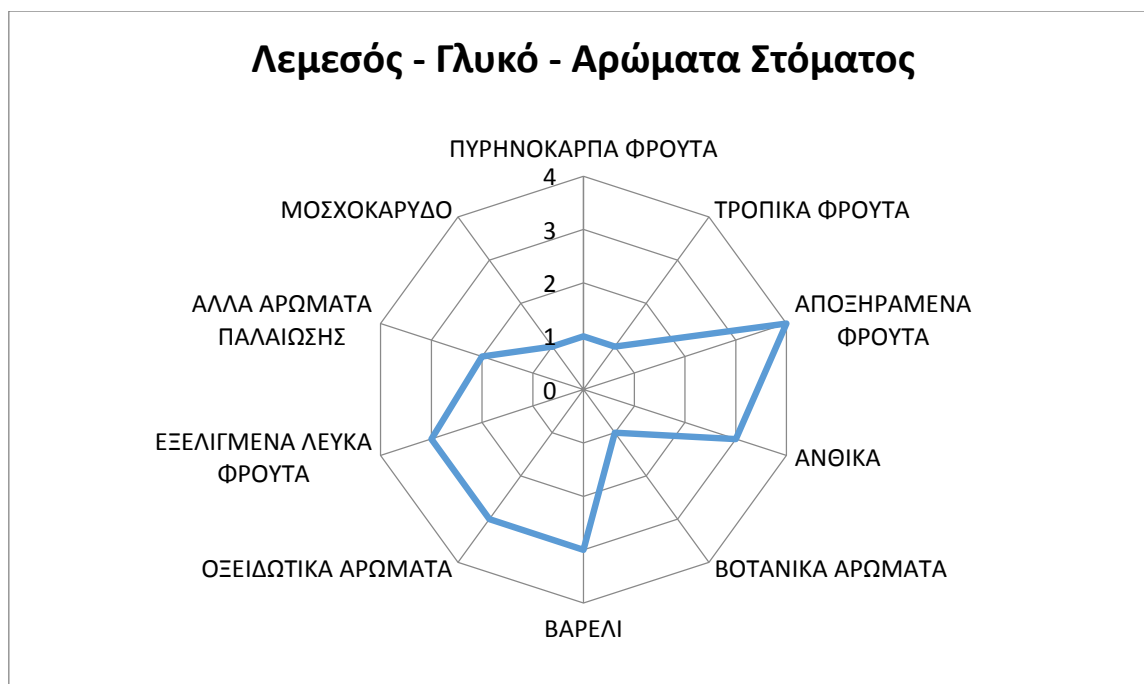 Λεμεσός - Γλυκό - Αρώματα Στόματος
ΠΥΡΗΝΟΚΑΡΠΑ ΦΡΟΥΤΑ
ΤΡΟΠΙΚΑ ΦΡΟΥΤΑ
ΑΠΟΞΗΡΑΜΕΝΑ
ΦΡΟΥΤΑ
ΑΝΘΙΚΑ
ΒΟΤΑΝΙΚΑ ΑΡΩΜΑΤΑ
ΒΑΡΕΛΙ
ΟΞΕΙΔΩΤΙΚΑ ΑΡΩΜΑΤΑ
ΕΞΕΛΙΓΜΕΝΑ ΛΕΥΚΑ
ΦΡΟΥΤΑ
ΑΛΛΑ ΑΡΩΜΑΤΑ
ΠΑΛΑΙΩΣΗΣ
ΜΟΣΧΟΚΑΡΥΔΟ
4
3
2
1
0